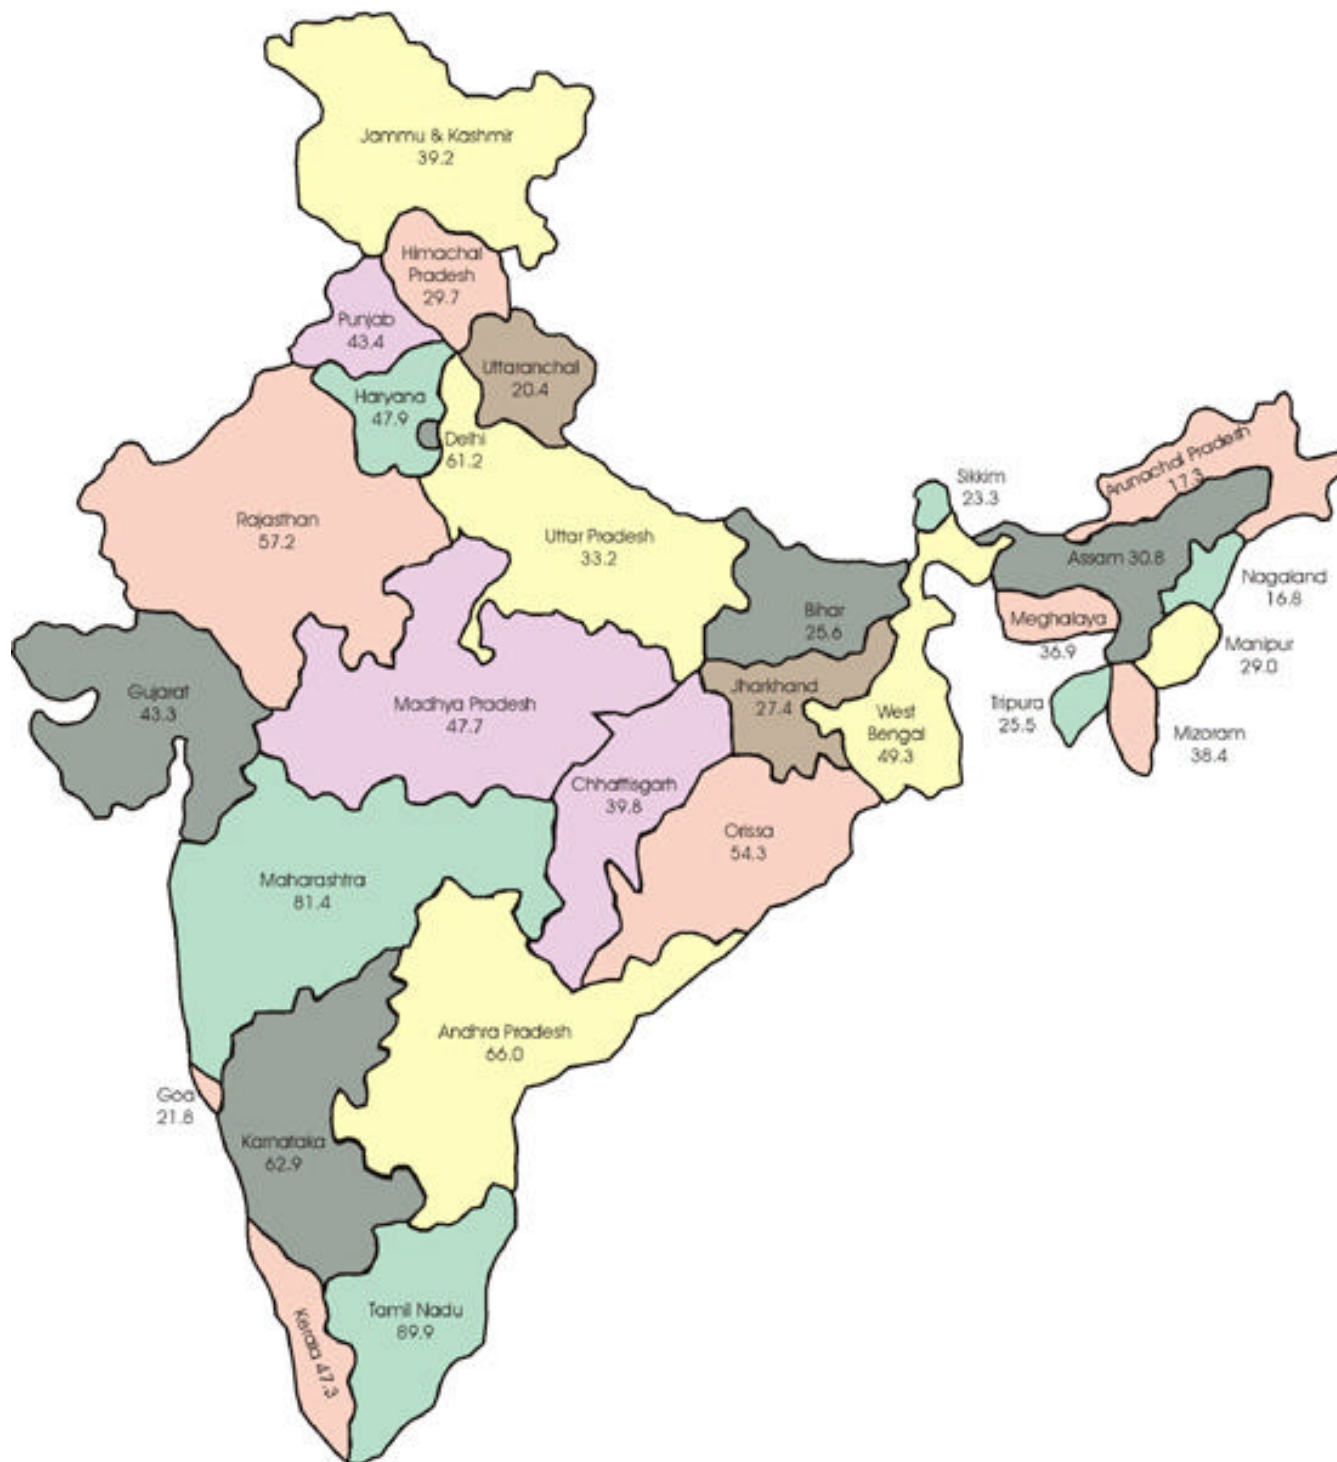 Jammu & Kashmir
39.2
Himachal
Pradesh
29.7
Punjab
43.4
Uttaranchal
20.4
Haryana
47.9
Delhi
61.2
Arunachal Pradesh
17.3
Sikkim
23.3
Rajasthan
57.2
Uttar Pradesh
33.2
Assam 30.8
Nagaland
16.8
Bihar
25.6
Meghalaya
36.9
Manipur
29.0
Gujarat
43.3
Madhya Pradesh
47.7
Jharkhand
27.4
West
Bengal
49.3
Tripura
25.5
Mizoram
38.4
Chhattisgarh
39.8
Orissa
54.3
Maharashtra
81.4
Andhra Pradesh
66.0
Goa
21.8
Karnataka
62.9
Tamil Nadu
89.9
Kerala 47.3